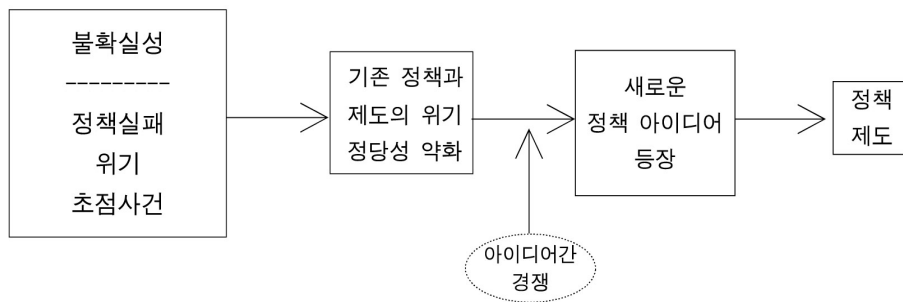 불확실성
---------
정책실패
위기
초점사건
기존 정책과
제도의 위기
정당성 약화
아이디어간
경쟁
새로운
정책 아이디어
등장
정책
제도